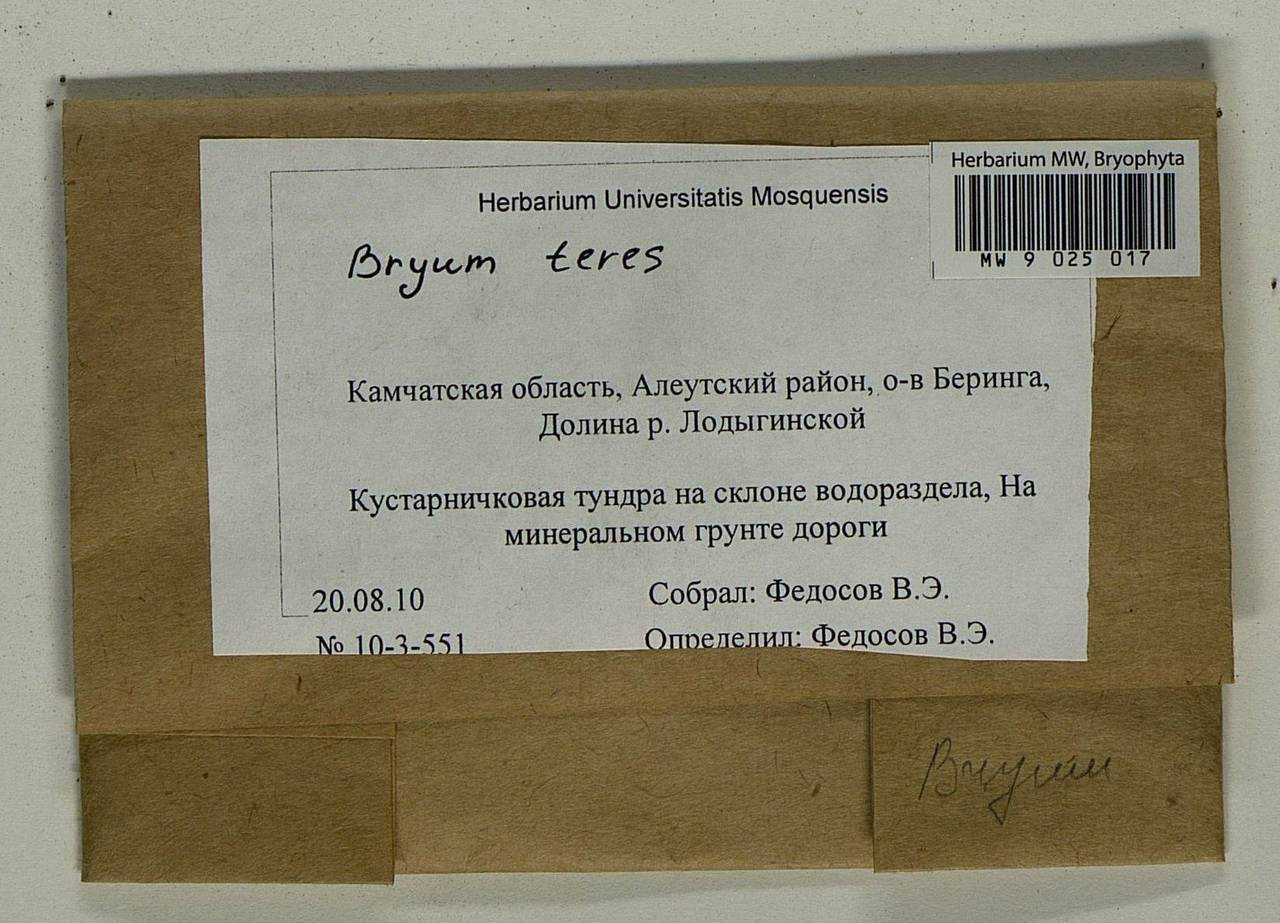 Herbarium MW, Bryophyta
MW 9 025 017
Herbarium Universitatis Mosquensis
Bryum teres
Камчатская область, Алеутский район, о-в Беринга,
Долина р. Лодыгинской
Кустарничковая тундра на склоне водораздела, На
минеральном грунте дороги
20.08.10
Собрал: Федосов В.Э.
№ 10-3-551
Определил: Федосов В.Э.
Bryum